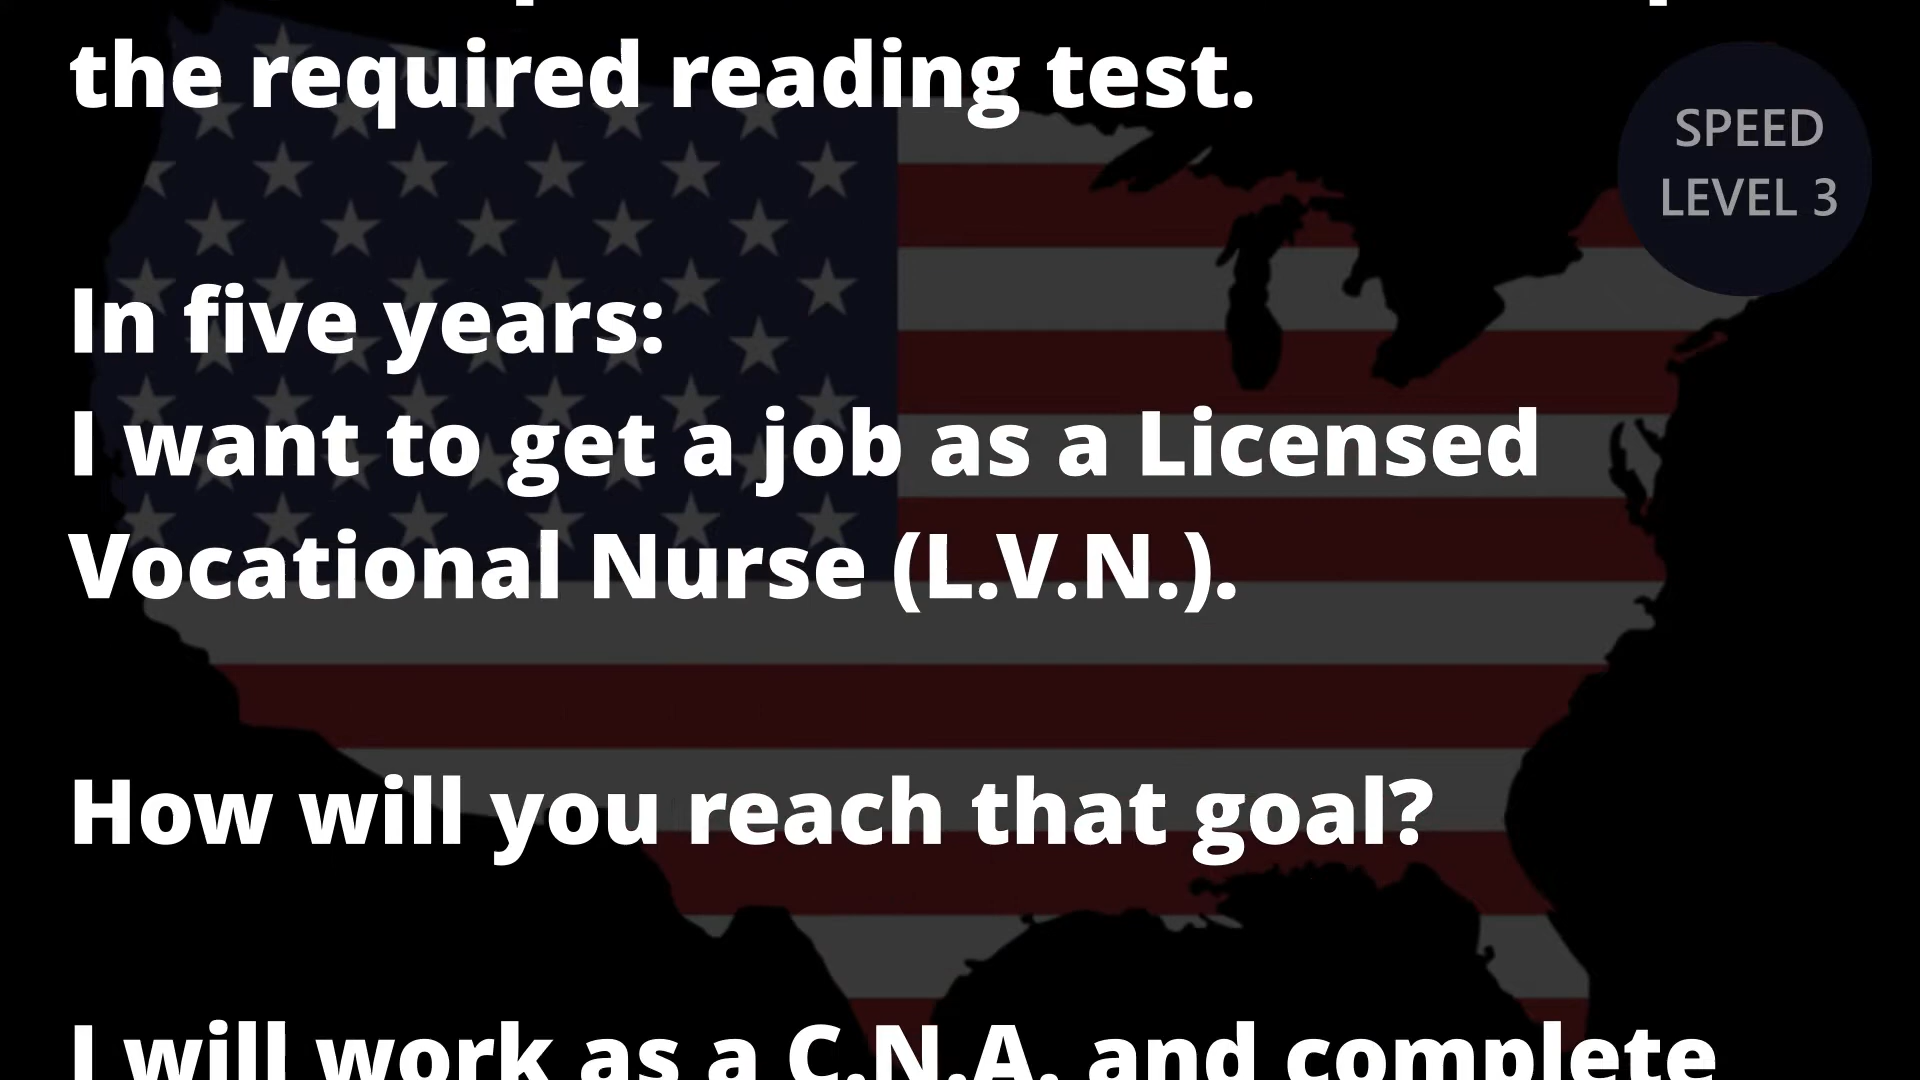 the required reading test.
SPEED
LEVEL 3
In five years:
I want to get a job as a Licensed
Vocational Nurse (L.V.N.).
How will you reach that goal?
I will work as a C.N.A. and complete